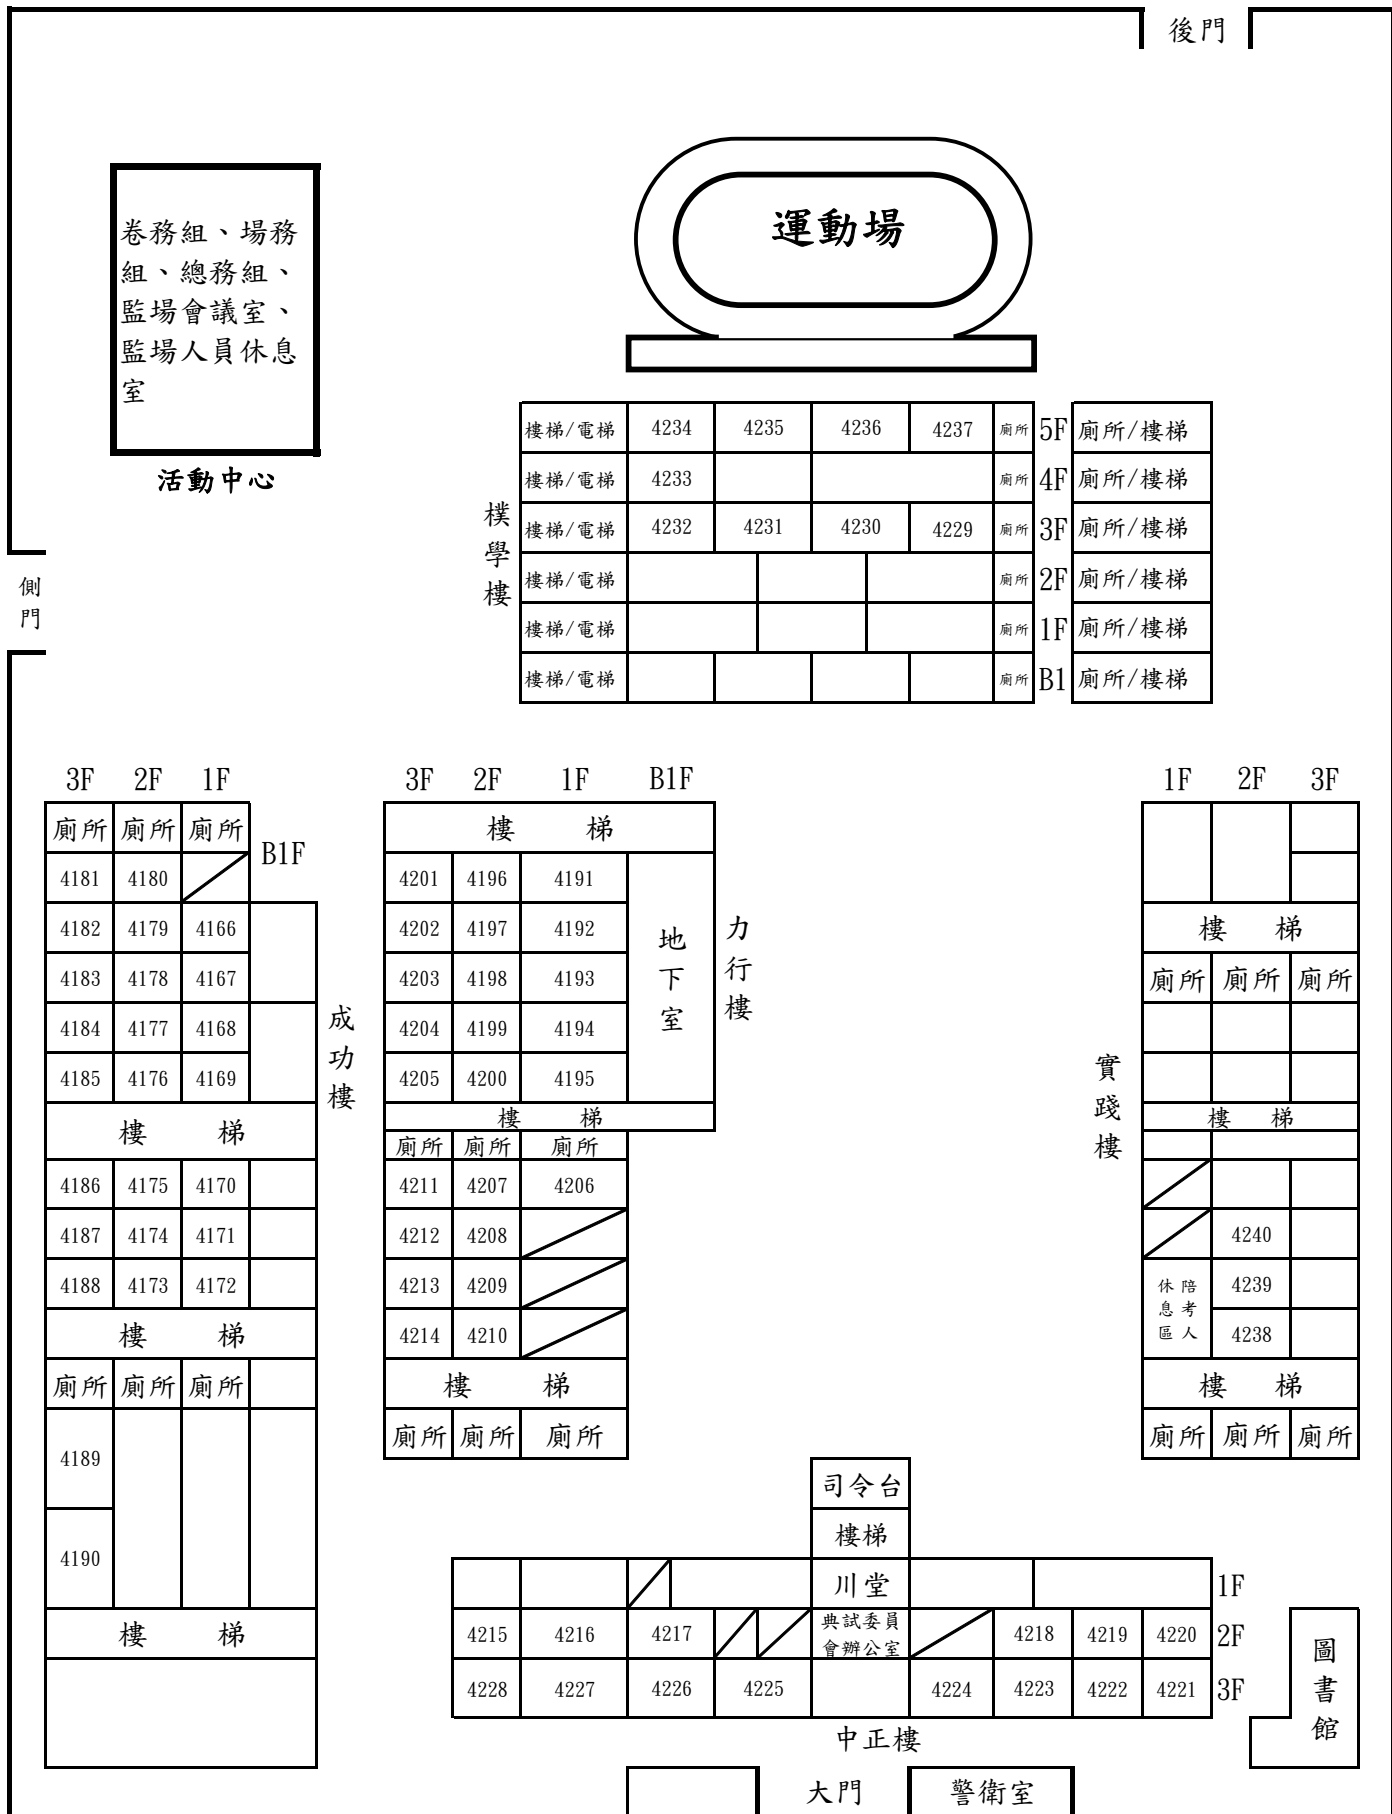 後門
運動場
卷務組、場務
組、總務組、
監場會議室、
監場人員休息
室
活動中心
側門
樸學樓
樓梯/電梯 4234 4235 4236 4237 廁所 5F 廁所/樓梯
樓梯/電梯 4233 廁所 4F 廁所/樓梯
樓梯/電梯 4232 4231 4230 4229 廁所 3F 廁所/樓梯
樓梯/電梯 廁所 2F 廁所/樓梯
樓梯/電梯 廁所 1F 廁所/樓梯
樓梯/電梯 廁所 B1 廁所/樓梯
3F 2F 1F
廁所 廁所 廁所
B1F
4181 4180
4182 4179 4166
4183 4178 4167
4184 4177 4168
4185 4176 4169
樓 梯
4186 4175 4170
4187 4174 4171
4188 4173 4172
樓 梯
廁所 廁所 廁所
4189
4190
樓 梯
成功樓
3F 2F 1F B1F
樓 梯
4201 4196 4191
4202 4197 4192
4203 4198 4193
4204 4199 4194
4205 4200 4195
地下室
力行樓
樓 梯
廁所 廁所 廁所
4211 4207 4206
4212 4208
4213 4209
4214 4210
樓 梯
廁所 廁所 廁所
1F 2F 3F
樓 梯
廁所 廁所 廁所
實踐樓
樓 梯
4240
4239
4238
陪考人
休息區
樓 梯
廁所 廁所 廁所
司令台
樓梯
川堂 1F
4215 4216 4217 典試委員
會辦公室 4218 4219 4220 2F
4228 4227 4226 4225 4224 4223 4222 4221 3F
中正樓
圖書館
大門
警衛室